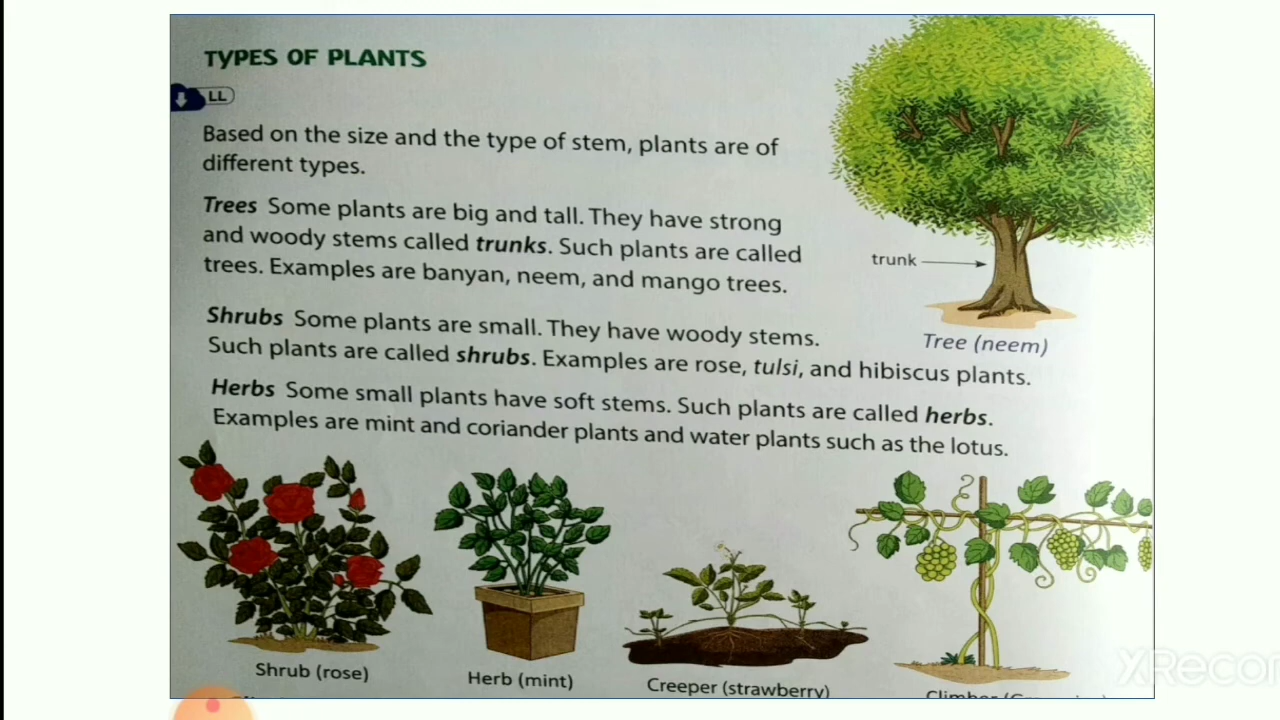 TYPES OF PLANTS
LL
Based on the size and the type of stem, plants are of
different types.
Trees Some plants are big and tall. They have strong
and woody stems called trunks. Such plants are called
trees. Examples are banyan, neem, and mango trees.
trunk
Tree (neem)
Shrubs Some plants are small. They have woody stems.
Such plants are called shrubs. Examples are rose, tulsi, and hibiscus plants.
Herbs Some small plants have soft stems. Such plants are called herbs.
Examples are mint and coriander plants and water plants such as the lotus.
Shrub (rose)
Herb (mint)
Creeper (strawberry)
Climber
XRecor